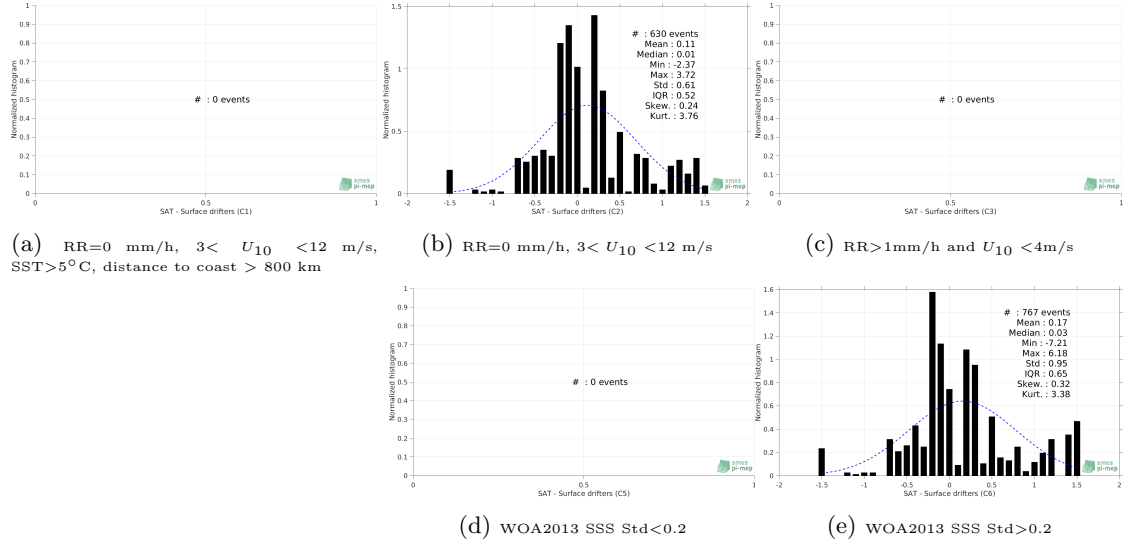 1
0.9
0.8
0.7
0.6
0.5
0.4
0.3
0.2
0.1
0
Normalized histogram
# : 0 events
0 0.5 1
SAT - Surface drifters (C1)
smos
pi-mep
1.5
1
0.5
0
Normalized histogram
# : 630 events
Mean : 0.11
Median : 0.01
Min : -2.37
Max : 3.72
Std : 0.61
IQR : 0.52
Skew. : 0.24
Kurt. : 3.76
-2 -1.5 -1 -0.5 0 0.5 1 1.5 2
SAT - Surface drifters (C2)
smos
pi-mep
1
0.9
0.8
0.7
0.6
0.5
0.4
0.3
0.2
0.1
0
Normalized histogram
# : 0 events
0 0.5 1
SAT - Surface drifters (C3)
smos
pi-mep
(a) RR=0 mm/h, 3< U10 <12 m/s,
SST>5°C, distance to coast > 800 km
(b) RR=0 mm/h, 3< U10 <12 m/s
(c) RR>1mm/h and U10 <4m/s
1
0.9
0.8
0.7
0.6
0.5
0.4
0.3
0.2
0.1
0
Normalized histogram
# : 0 events
0 0.5 1
SAT - Surface drifters (C5)
smos
pi-mep
1.6
1.4
1.2
1
0.8
0.6
0.4
0.2
0
Normalized histogram
# : 767 events
Mean : 0.17
Median : 0.03
Min : -7.21
Max : 6.18
Std : 0.95
IQR : 0.65
Skew. : 0.32
Kurt. : 3.38
-2 -1.5 -1 -0.5 0 0.5 1 1.5 2
SAT - Surface drifters (C6)
smos
pi-mep
(d) WOA2013 SSS Std<0.2
(e) WOA2013 SSS Std>0.2